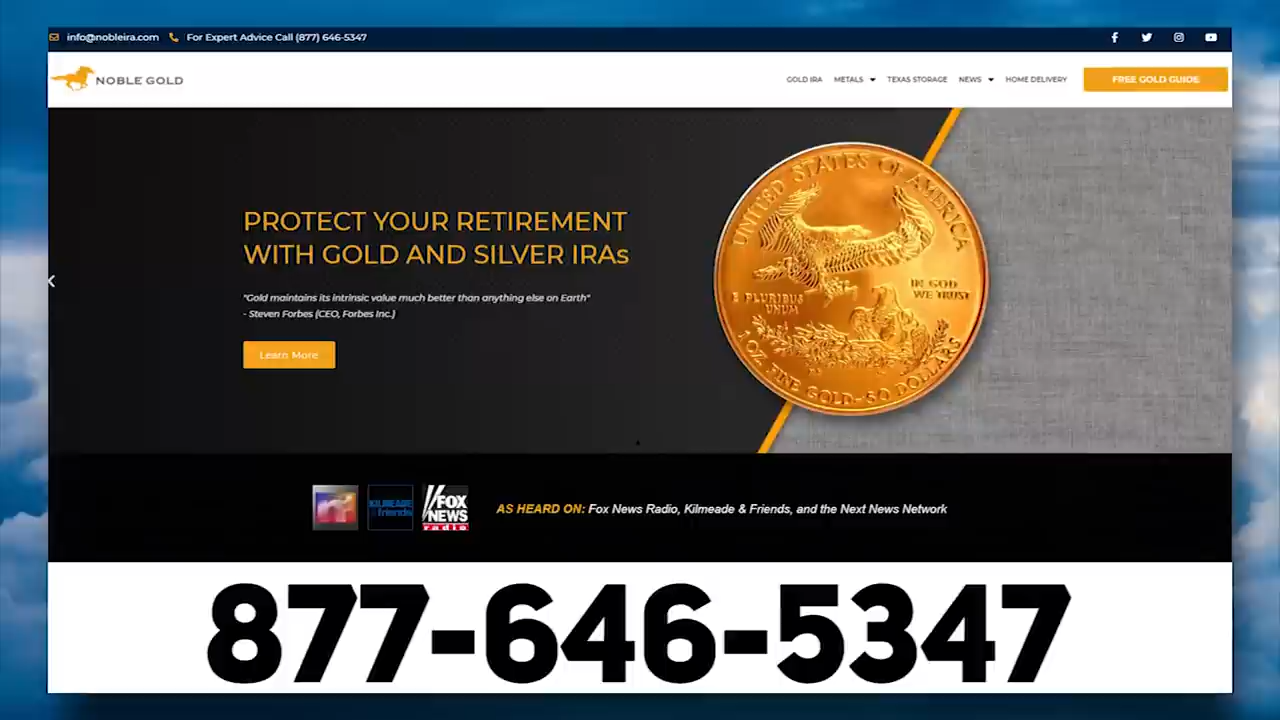 info@nobleira.com For Expert Advice Call (877) 646-5347
NOBLE GOLD
GOLD IRA METALS TEXAS STORAGE NEWS HOME DELIVERY FREE GOLD GUIDE
PROTECT YOUR RETIREMENT
WITH GOLD AND SILVER IRAs
"Gold maintains its intrinsic value much better than anything else on Earth"
- Steven Forbes (CEO, Forbes Inc.)
Learn More
UNITED STATES OF AMERICA
E PLURIBUS
UNUM
IN GOD
WE TRUST
1 OZ. FINE GOLD-50 DOLLARS
KILMEADE
& friends
FOX
NEWS
radio
AS HEARD ON: Fox News Radio, Kilmeade & Friends, and the Next News Network
877-646-5347